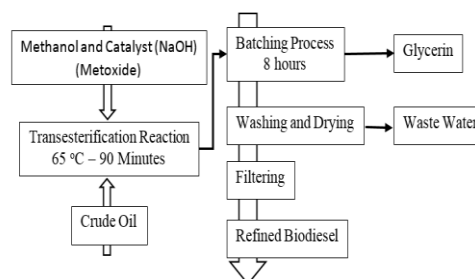 Methanol and Catalyst (NaOH)
(Metoxide)
Transesterification Reaction
65 ºC – 90 Minutes
Crude Oil
Batching Process
8 hours
Glycerin
Washing and Drying
Waste Water
Filtering
Refined Biodiesel